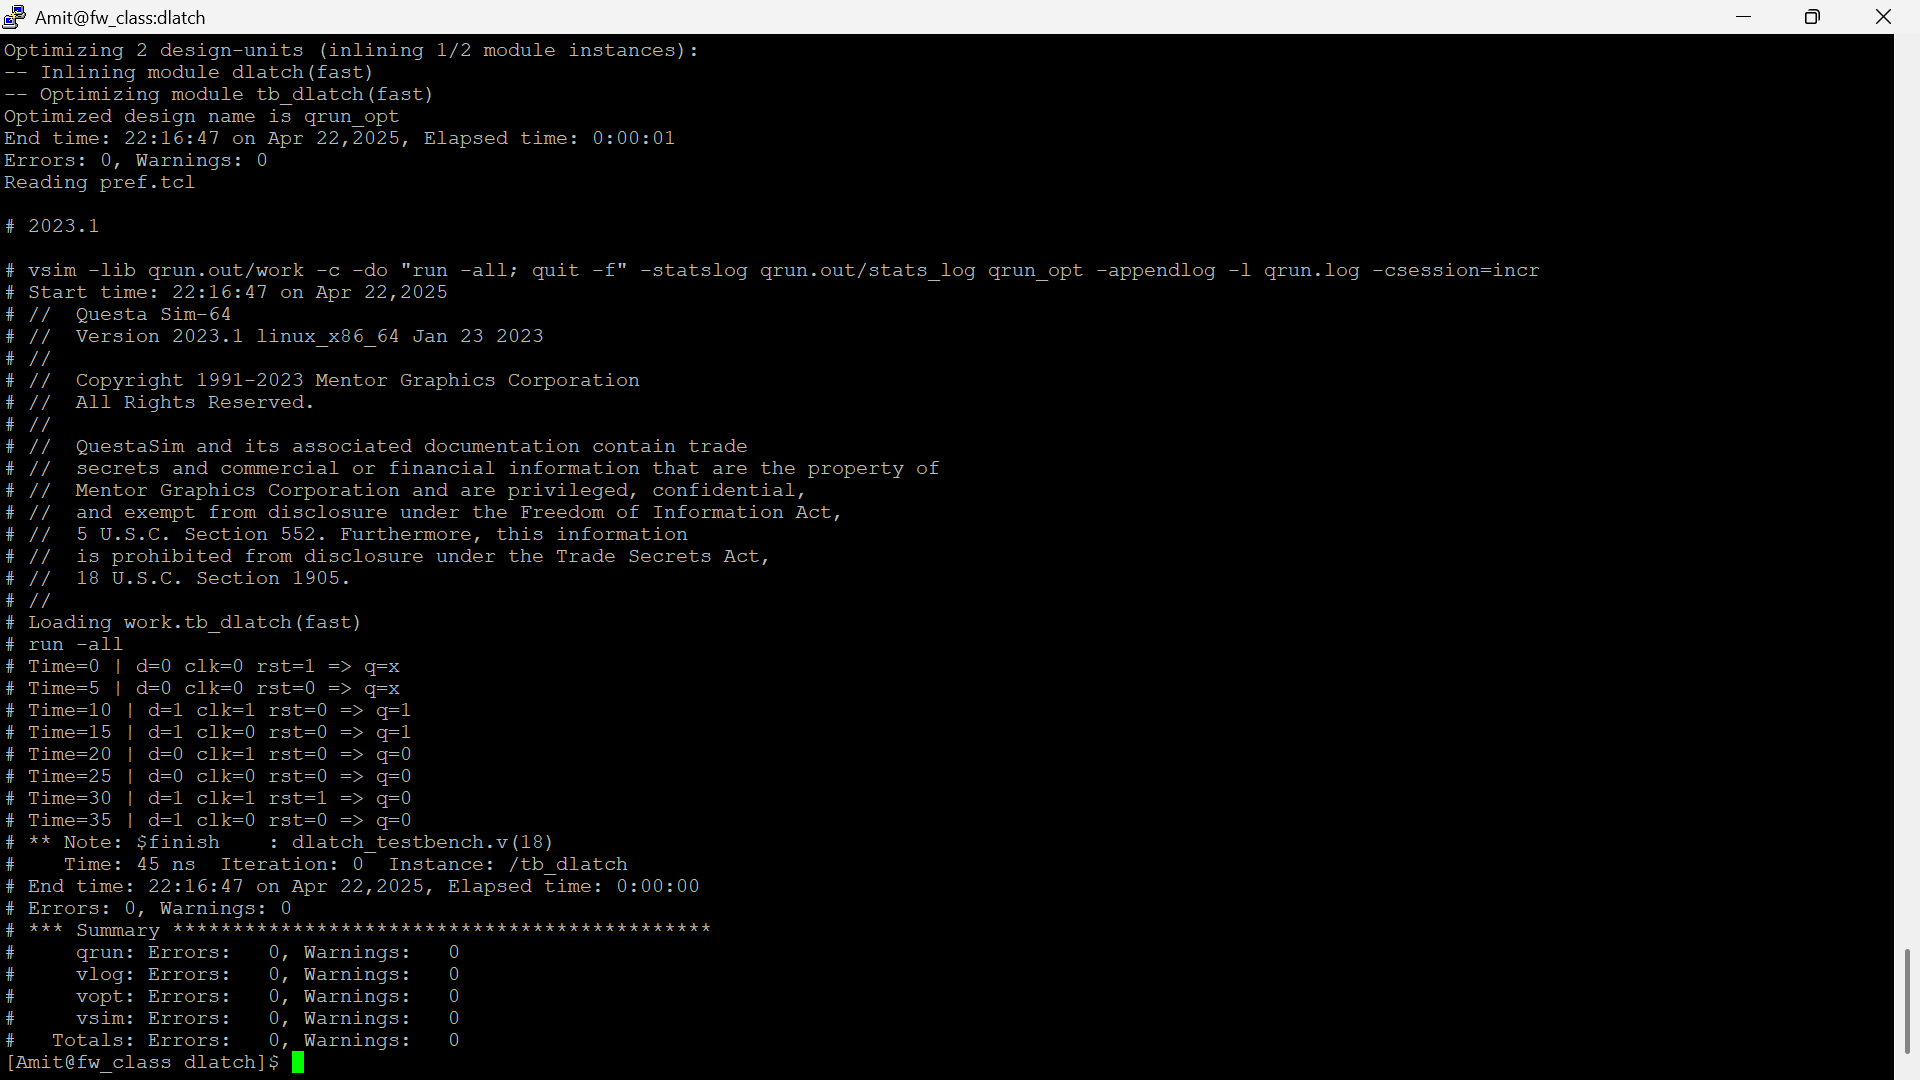 Amit@fw_class:dlatch
Optimizing 2 design-units (inlining 1/2 module instances):
-- Inlining module dlatch(fast)
-- Optimizing module tb_dlatch(fast)
Optimized design name is qrun_opt
End time: 22:16:47 on Apr 22,2025, Elapsed time: 0:00:01
Errors: 0, Warnings: 0
Reading pref.tcl
# 2023.1
# vsim -lib qrun.out/work -c -do "run -all; quit -f" -statslog qrun.out/stats_log qrun_opt -appendlog -l qrun.log -csession=incr
# Start time: 22:16:47 on Apr 22,2025
# //  Questa Sim-64
# //  Version 2023.1 linux_x86_64 Jan 23 2023
# //
# //  Copyright 1991-2023 Mentor Graphics Corporation
# //  All Rights Reserved.
# //
# //  QuestaSim and its associated documentation contain trade
# //  secrets and commercial or financial information that are the property of
# //  Mentor Graphics Corporation and are privileged, confidential,
# //  and exempt from disclosure under the Freedom of Information Act,
# //  5 U.S.C. Section 552. Furthermore, this information
# //  is prohibited from disclosure under the Trade Secrets Act,
# //  18 U.S.C. Section 1905.
# //
# Loading work.tb_dlatch(fast)
# run -all
# Time=0 | d=0 clk=0 rst=1 => q=x
# Time=5 | d=0 clk=0 rst=0 => q=x
# Time=10 | d=1 clk=1 rst=0 => q=1
# Time=15 | d=1 clk=0 rst=0 => q=1
# Time=20 | d=0 clk=1 rst=0 => q=0
# Time=25 | d=0 clk=0 rst=0 => q=0
# Time=30 | d=1 clk=1 rst=1 => q=0
# Time=35 | d=1 clk=0 rst=0 => q=0
# ** Note: $finish    : dlatch_testbench.v(18)
#    Time: 45 ns  Iteration: 0  Instance: /tb_dlatch
# End time: 22:16:47 on Apr 22,2025, Elapsed time: 0:00:00
# Errors: 0, Warnings: 0
# *** Summary *********************************************
#     qrun: Errors:   0, Warnings:   0
#     vlog: Errors:   0, Warnings:   0
#     vopt: Errors:   0, Warnings:   0
#     vsim: Errors:   0, Warnings:   0
#   Totals: Errors:   0, Warnings:   0
[Amit@fw_class dlatch]$